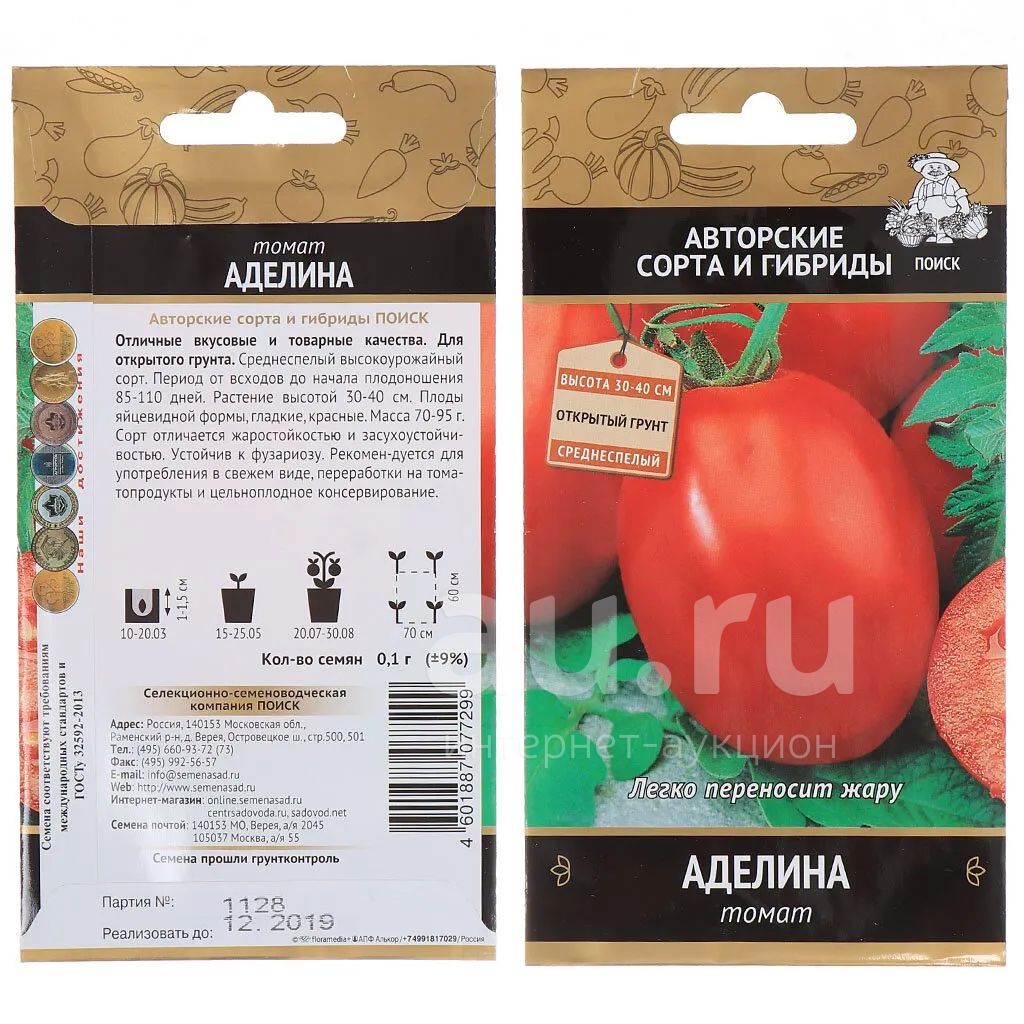 томат
АДЕЛИНА
Авторские сорта и гибриды ПОИСК
Отличные вкусовые и товарные качества. Для
открытого грунта. Среднеспелый высокоурожайный
сорт. Период от всходов до начала плодоношения
85-110 дней. Растение высотой 30-40 см. Плоды
яйцевидной формы, гладкие, красные. Масса 70-95 г.
Сорт отличается жаростойкостью и засухоустойчи-
востью. Устойчив к фузариозу. Рекомен-дуется для
употребления в свежем виде, переработки на тома-
топродукты и цельноплодное консервирование.
наши достижения
1-1,5 см
60 см
10-20.03
15-25.05
20.07-30.08
70 см
Кол-во семян 0,1 г (±9%)
Селекционно-семеноводческая
компания ПОИСК
Адрес: Россия, 140153 Московская обл.,
Раменский р-н, д. Верея, Островецкое ш., стр.500, 501
Тел.: (495) 660-93-72 (73)
Факс: (495) 992-56-57
E-mail: info@semenasad.ru
Web: http://www.semenasad.ru
Интернет-магазин: online.semenasad.ru
centrsadovoda.ru, sadovod.net
Семена почтой: 140153 МО, Верея, а/я 2045
105037 Москва, а/я 55
Семена прошли грунтконтроль
4 601887 077299
Семена соответствуют требованиям
международных стандартов и
ГОСТу 32592-2013
Партия №: 1128
Реализовать до: 12. 2019
floramedia АПФ Алькор/+74991817029/Россия
АВТОРСКИЕ
СОРТА И ГИБРИДЫ
ПОИСК
ВЫСОТА 30-40 СМ
ОТКРЫТЫЙ ГРУНТ
СРЕДНЕСПЕЛЫЙ
Легко переносит жару
АДЕЛИНА
томат
au.ru
интернет-аукцион